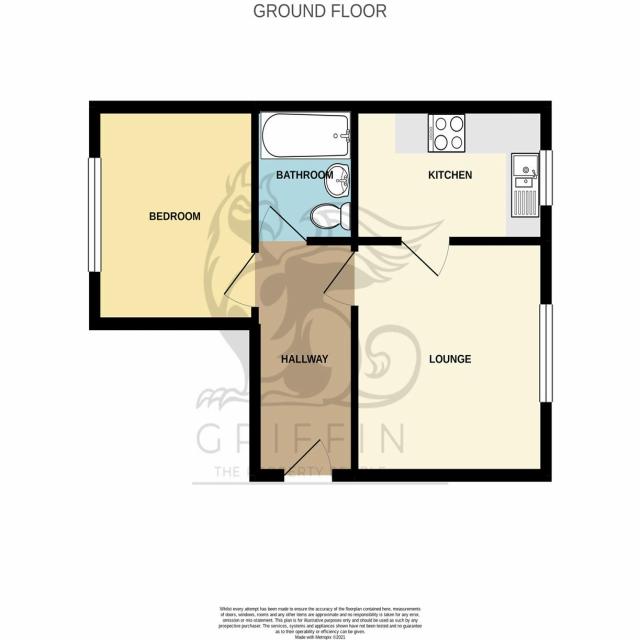 GROUND FLOOR
BATHROOM
KITCHEN
BEDROOM
HALLWAY
LOUNGE
GRIFFIN
THE PROPERTY PEOPLE
Whilst every attempt has been made to ensure the accuracy of the floorplan contained here, measurements
of doors, windows, rooms and any other items are approximate and no responsibility is taken for any error,
omission or mis-statement. This plan is for illustrative purposes only and should be used as such by any
prospective purchaser. The services, systems and appliances shown have not been tested and no guarantee
as to their operability or efficiency can be given.
Made with Metropix ©2021